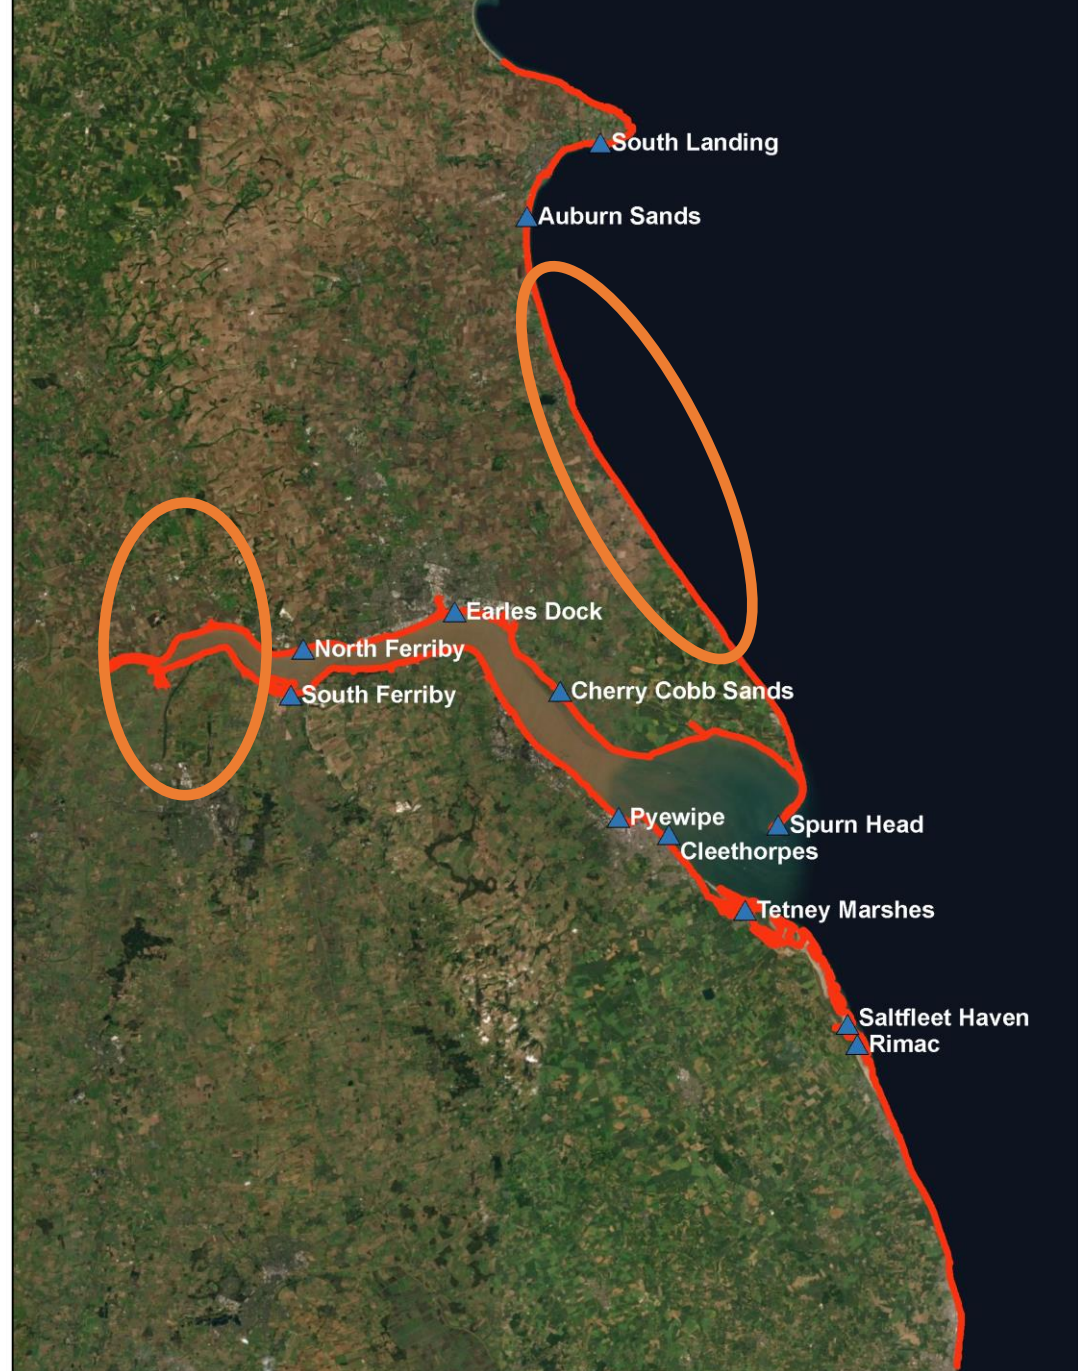 South Landing
Auburn Sands
Earles Dock
North Ferriby
South Ferriby
Cherry Cobb Sands
Pyewipe
Spurn Head
Cleethorpes
Tetney Marshes
Saltfleet Haven
Rimac